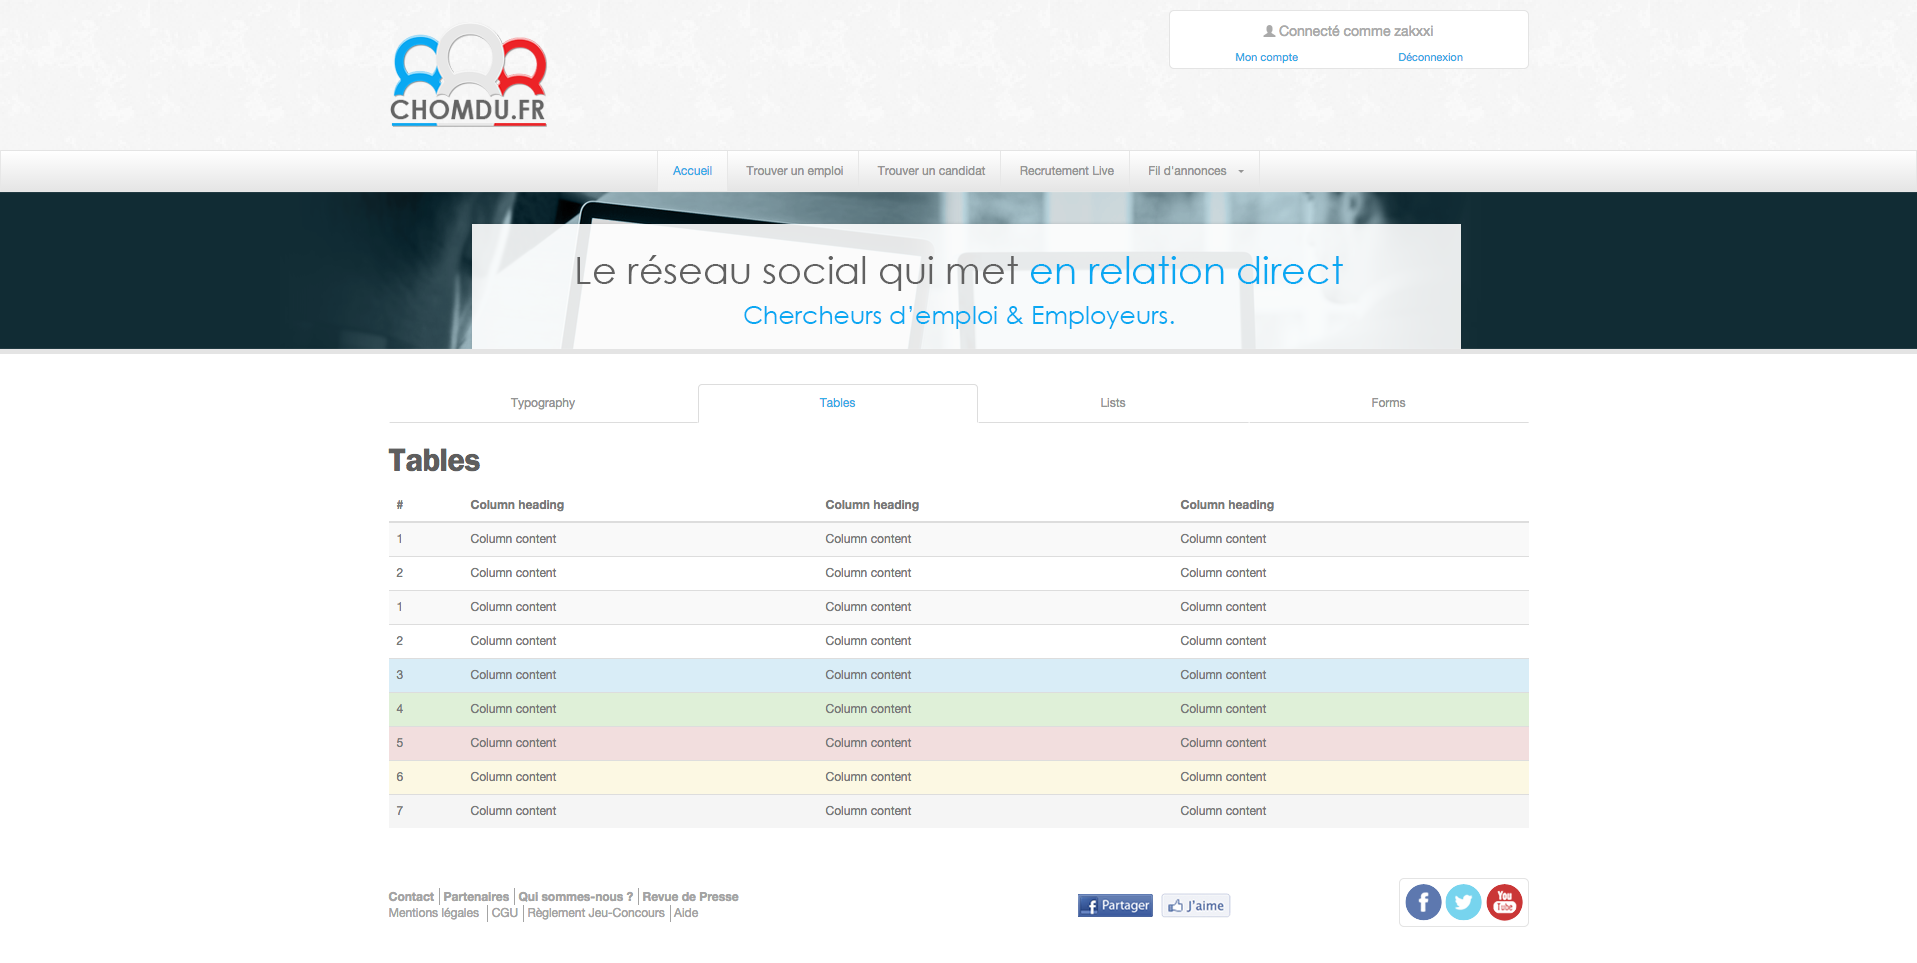 CHOMDU.FR
Connecté comme zakxxi
Mon compte Déconnexion
Accueil Trouver un emploi Trouver un candidat Recrutement Live Fil d'annonces
Le réseau social qui met en relation direct
Chercheurs d'emploi & Employeurs.
Typography Tables Lists Forms
Tables
# Column heading Column heading Column heading
1 Column content Column content Column content
2 Column content Column content Column content
1 Column content Column content Column content
2 Column content Column content Column content
3 Column content Column content Column content
4 Column content Column content Column content
5 Column content Column content Column content
6 Column content Column content Column content
7 Column content Column content Column content
Contact Partenaires Qui sommes-nous ? Revue de Presse
Mentions légales CGU Règlement Jeu-Concours Aide
f Partager J'aime
f You Tube